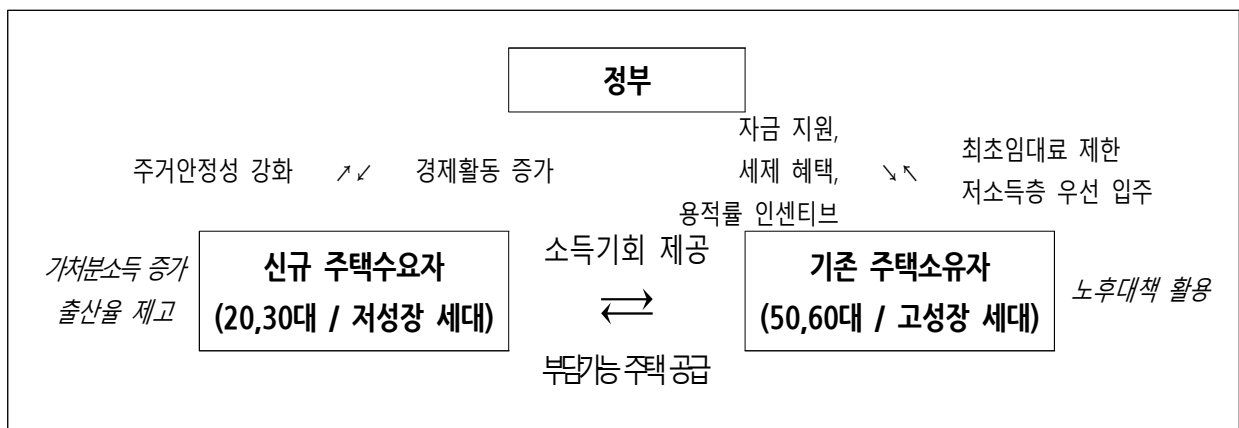 정부
주거안정성 강화 ↗↙ 경제활동 증가
자금 지원,
세제 혜택,
용적률 인센티브
↘↖
최초임대료 제한
저소득층 우선 입주
가처분소득 증가
출산율 제고
신규 주택수요자
(20,30대 / 저성장 세대)
소득기회 제공
⇄
부담가능 주택 공급
기존 주택소유자
(50,60대 / 고성장 세대)
노후대책 활용